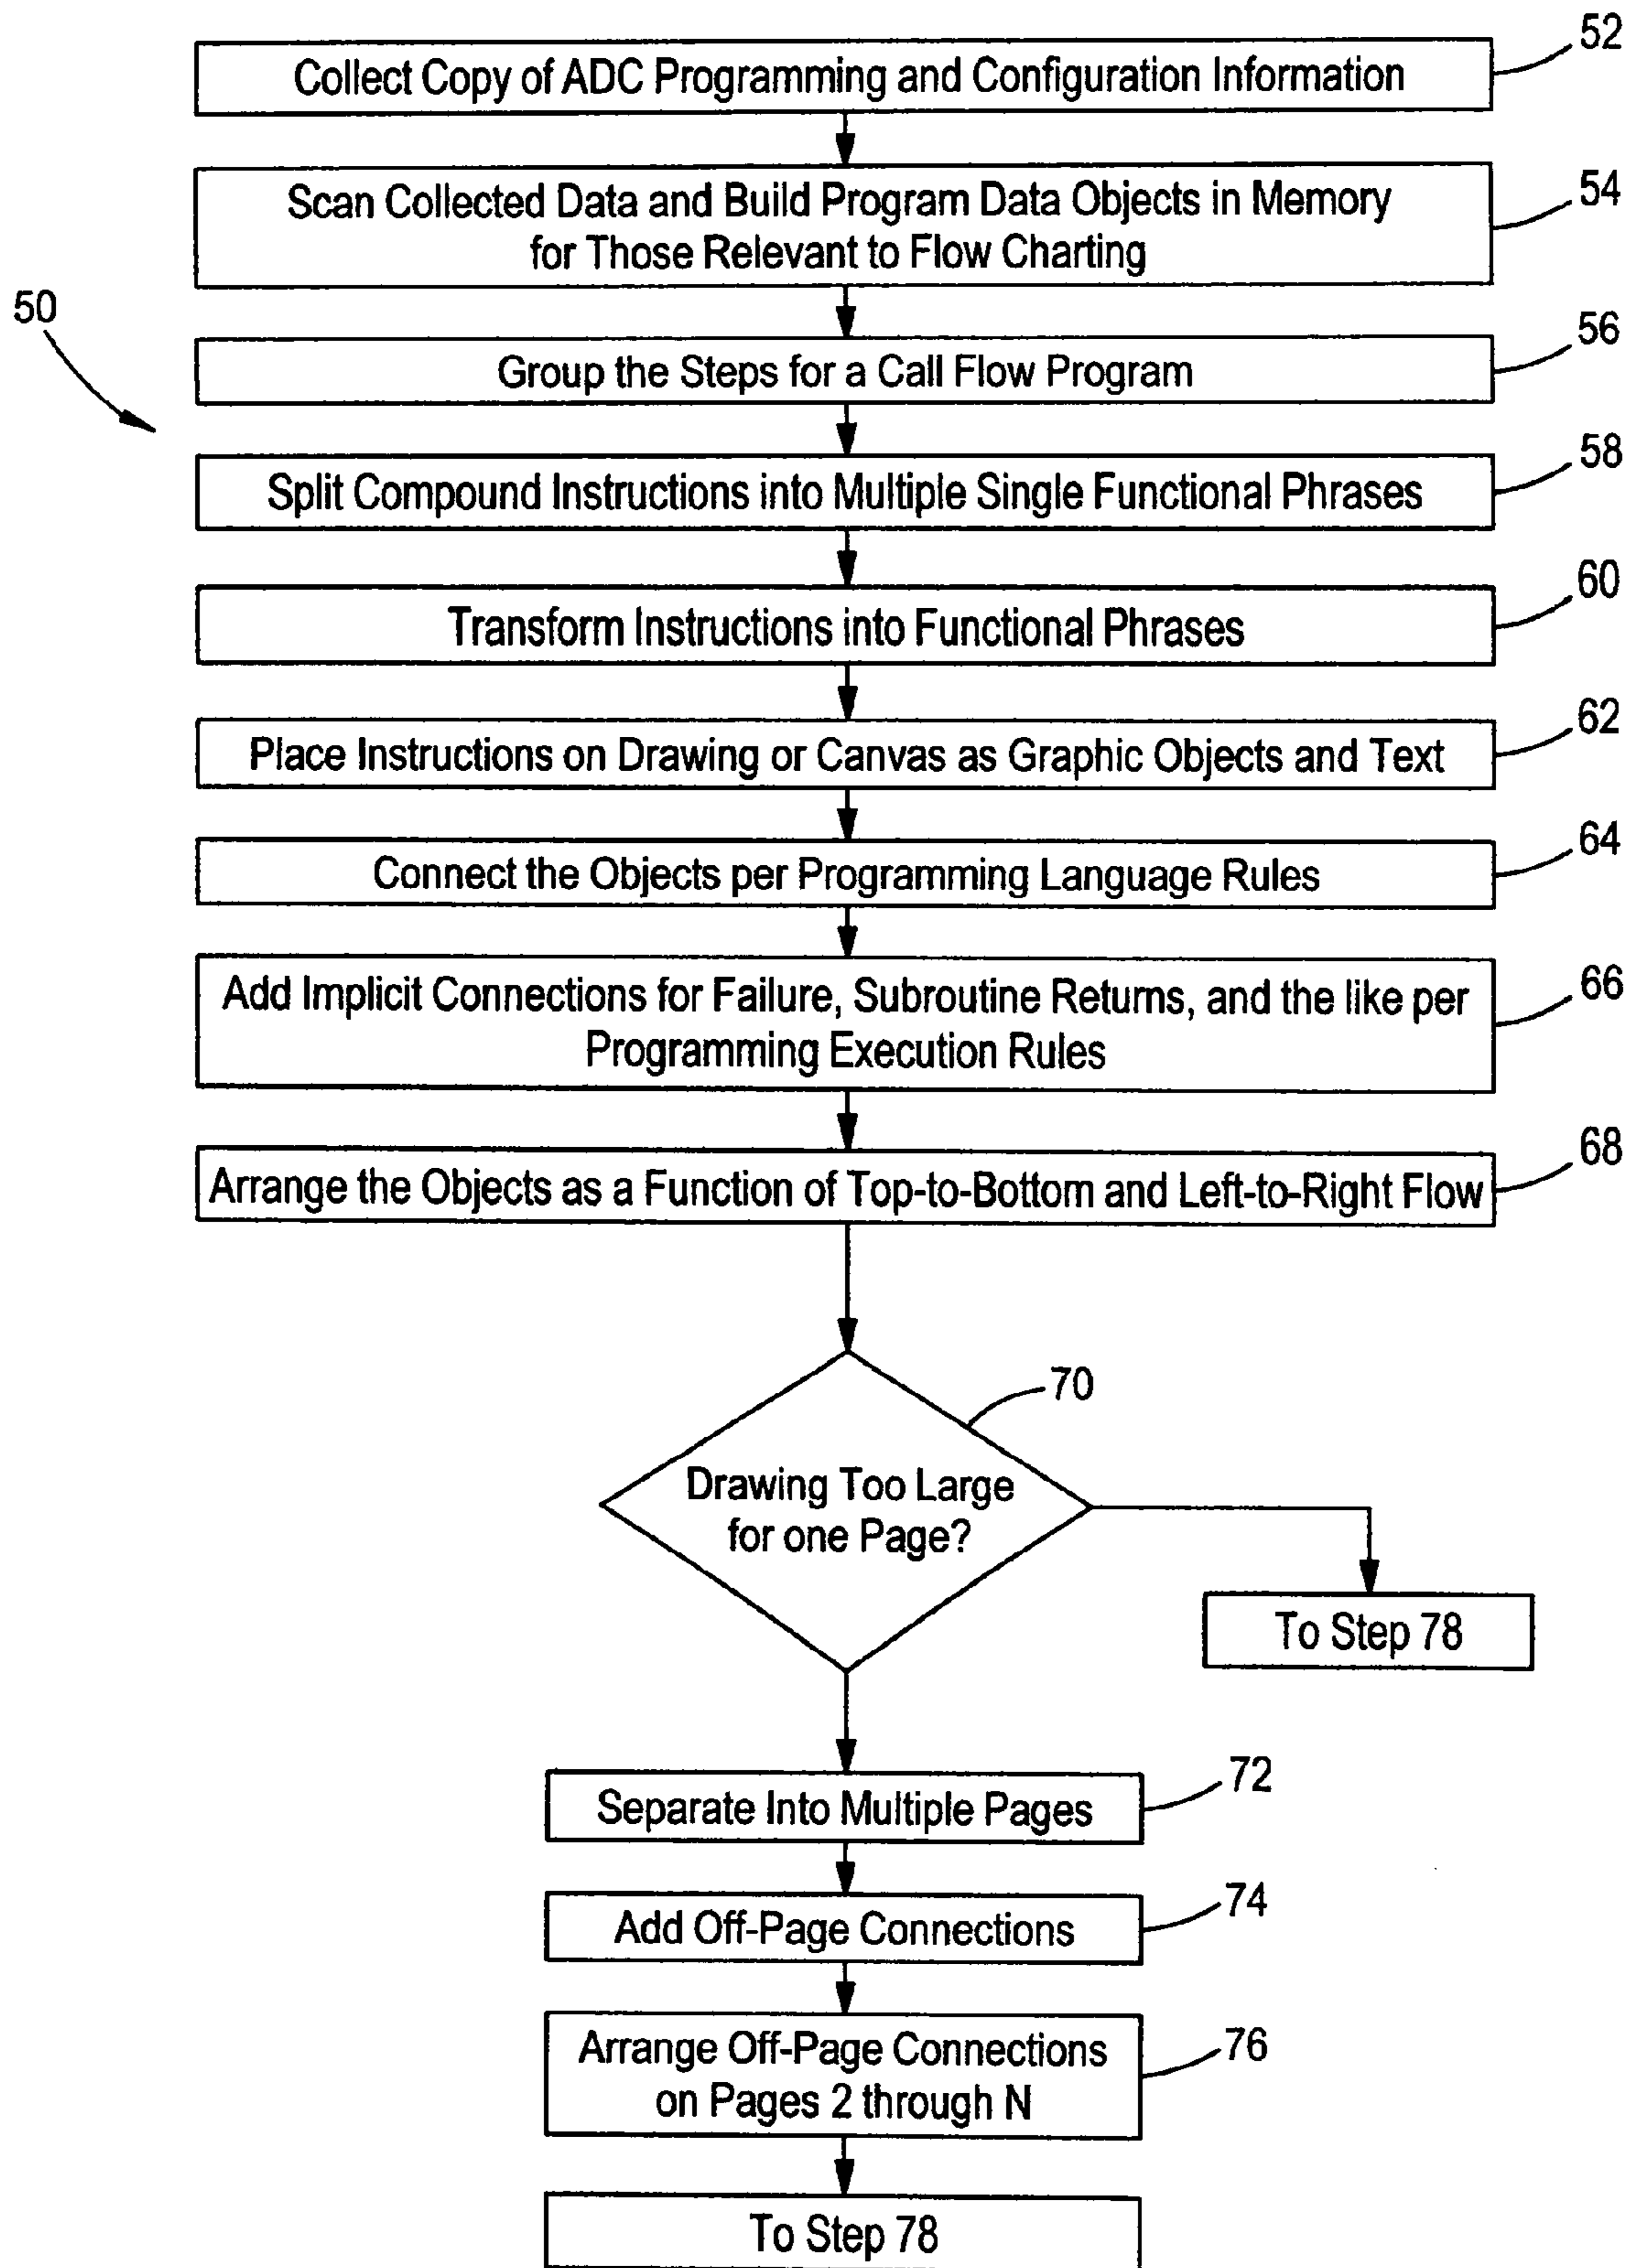 52
Collect Copy of ADC Programming and Configuration Information
54
Scan Collected Data and Build Program Data Objects in Memory
for Those Relevant to Flow Charting
50
56
Group the Steps for a Call Flow Program
58
Split Compound Instructions into Multiple Single Functional Phrases
60
Transform Instructions into Functional Phrases
62
Place Instructions on Drawing or Canvas as Graphic Objects and Text
64
Connect the Objects per Programming Language Rules
66
Add Implicit Connections for Failure, Subroutine Returns, and the like per
Programming Execution Rules
68
Arrange the Objects as a Function of Top-to-Bottom and Left-to-Right Flow
70
Drawing Too Large
for one Page?
To Step 78
72
Separate Into Multiple Pages
74
Add Off-Page Connections
76
Arrange Off-Page Connections
on Pages 2 through N
To Step 78